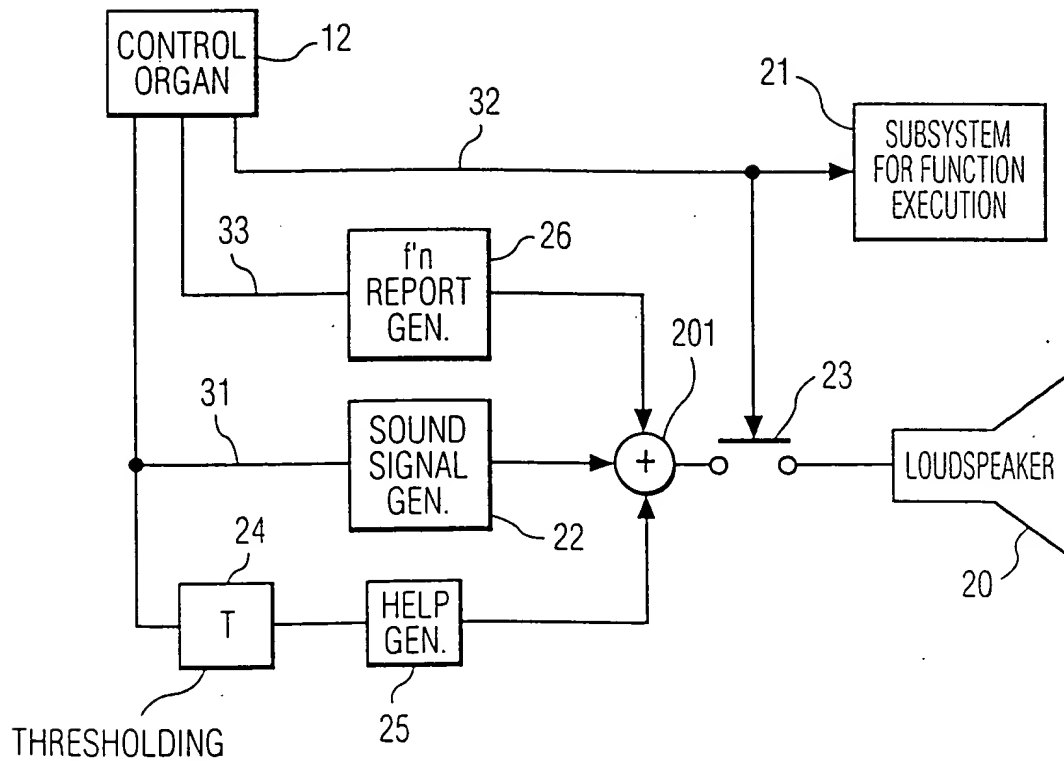 CONTROL
ORGAN
12
32
21
SUBSYSTEM
FOR FUNCTION
EXECUTION
33
f'n
REPORT
GEN.
26
201
23
31
SOUND
SIGNAL
GEN.
22
+
LOUDSPEAKER
20
24
T
HELP
GEN.
25
THRESHOLDING